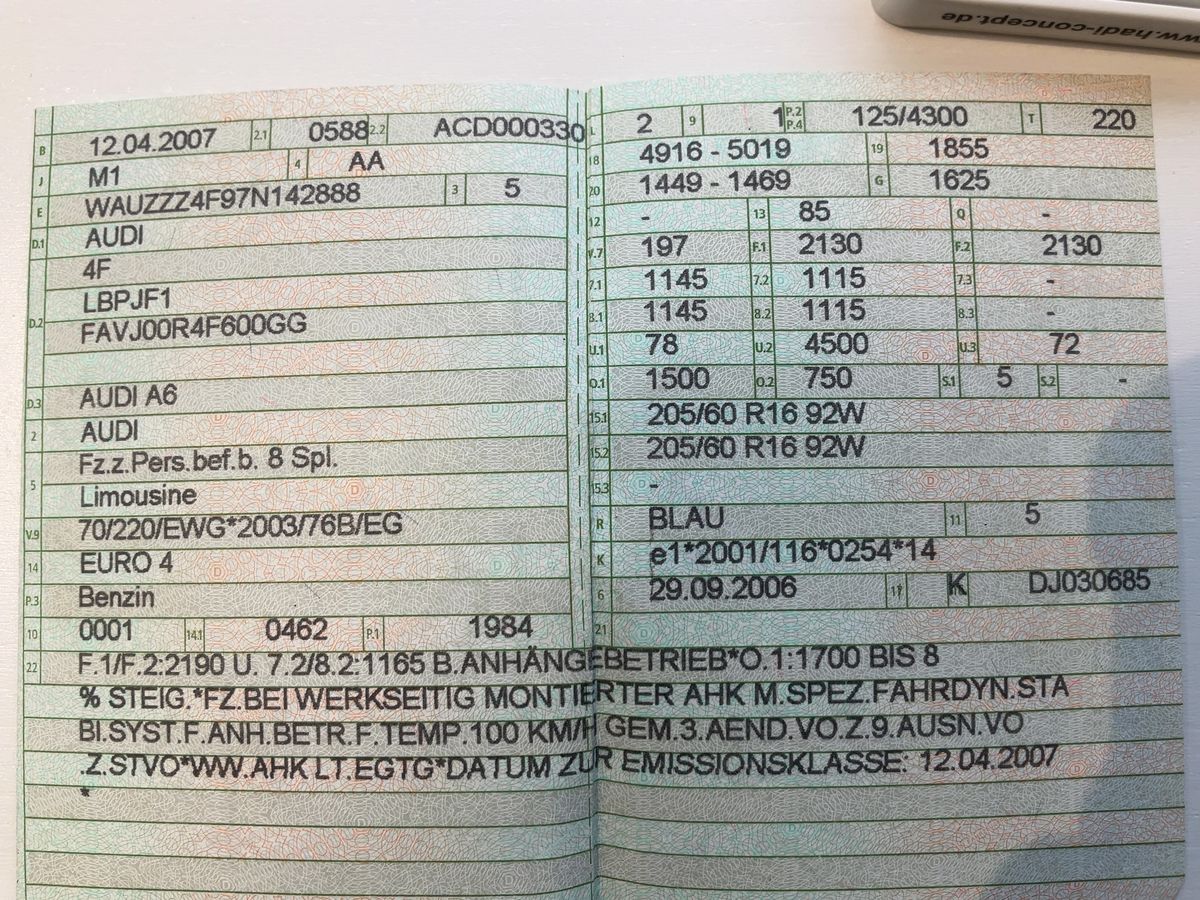 www.hadi-concept.de
B 12.04.2007 2.1 0588 2.2 ACD000330
J M1 4 AA
E WAUZZZ4F97N142888 3 5
D.1 AUDI
4F
LBPJF1
D.2 FAVJ00R4F600GG
D.3 AUDI A6
2 AUDI
Fz.z.Pers.bef.b. 8 Spl.
5 Limousine
V.9 70/220/EWG*2003/76B/EG
14 EURO 4
P.3 Benzin
10 0001 14.1 0462 P.1 1984
L 2 9 1 P.2 P.4 125/4300 T 220
18 4916 - 5019 19 1855
20 1449 - 1469 G 1625
12 - 13 85 Q -
V.7 197 F.1 2130 F.2 2130
7.1 1145 7.2 1115 7.3 -
8.1 1145 8.2 1115 8.3 -
U.1 78 U.2 4500 U.3 72
O.1 1500 O.2 750 S.1 5 S.2 -
15.1 205/60 R16 92W
15.2 205/60 R16 92W
15.3 -
R BLAU 11 5
K e1*2001/116*0254*14
6 29.09.2006 17 K DJ030685
21
22 F.1/F.2:2190 U. 7.2/8.2:1165 B.ANHÄNGEBETRIEB*O.1:1700 BIS 8
% STEIG.*FZ.BEI WERKSEITIG MONTIERTER AHK M.SPEZ.FAHRDYN.STA
BI.SYST.F.ANH.BETR.F.TEMP.100 KM/H GEM.3.AEND.VO.Z.9.AUSN.VO
.Z.STVO*WW.AHK LT.EGTG*DATUM ZUR EMISSIONSKLASSE: 12.04.2007
*